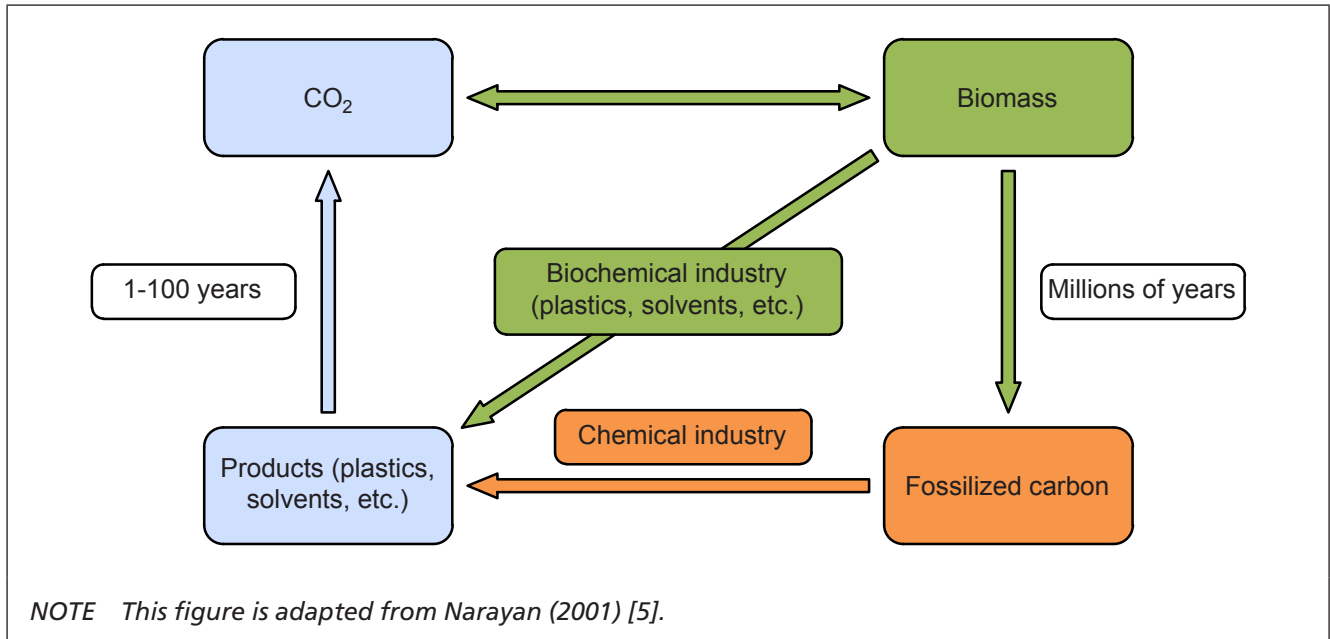 CO₂
Biomass
1-100 years
Biochemical industry
(plastics, solvents, etc.)
Millions of years
Chemical industry
Products (plastics,
solvents, etc.)
Fossilized carbon
NOTE This figure is adapted from Narayan (2001) [5].